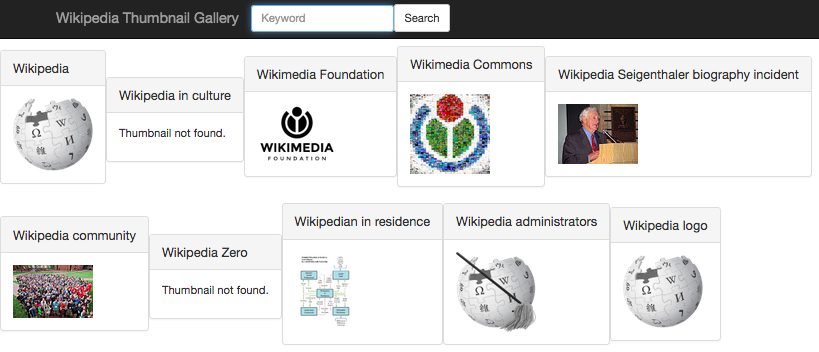 Wikipedia Thumbnail Gallery
Keyword
Search
Wikipedia
Wikipedia in culture
Thumbnail not found.
Wikimedia Foundation
WIKIMEDIA
FOUNDATION
Wikimedia Commons
Wikipedia Seigenthaler biography incident
Wikipedia community
Wikipedia Zero
Thumbnail not found.
Wikipedian in residence
Wikipedia administrators
Wikipedia logo